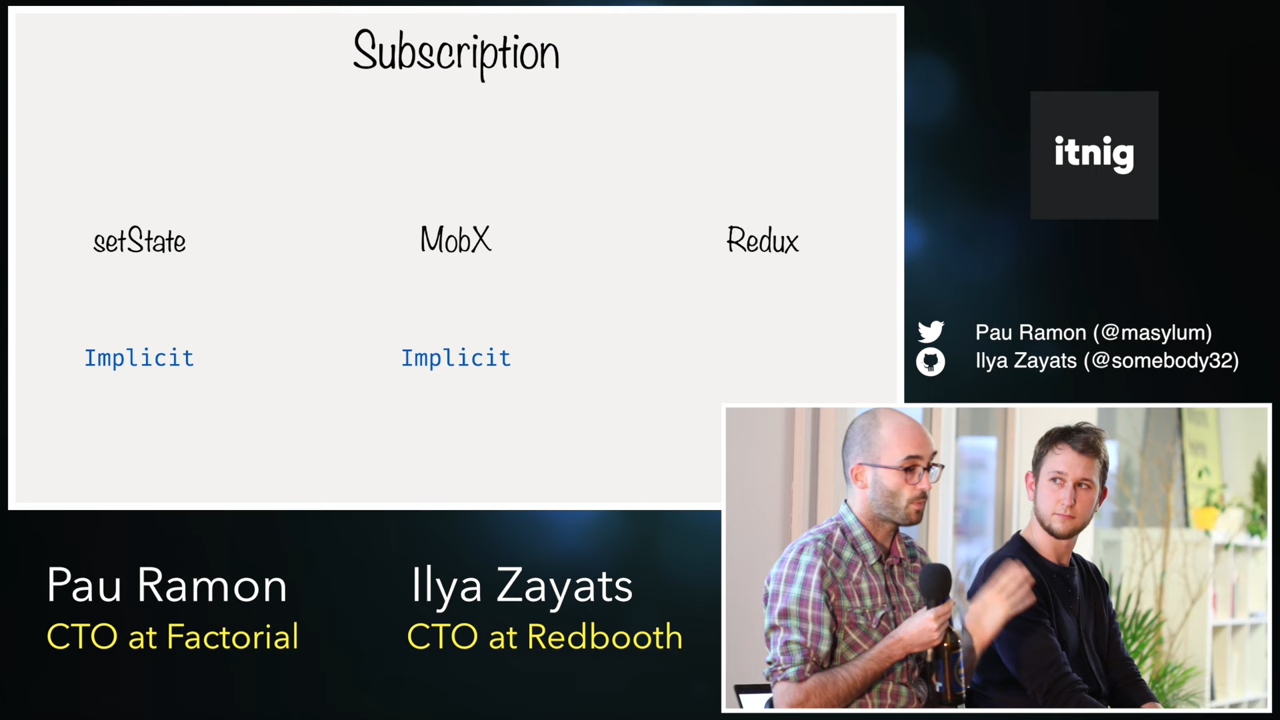 Subscription
setState MobX Redux
Implicit Implicit
itnig
Pau Ramon (@masylum)
Ilya Zayats (@somebody32)
Pau Ramon Ilya Zayats
CTO at Factorial CTO at Redbooth